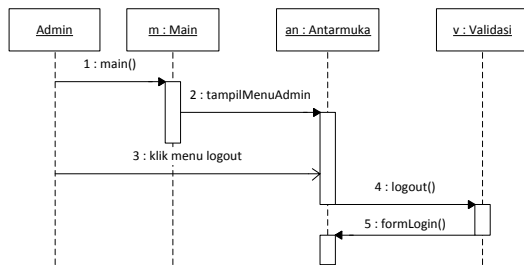 Admin
m : Main
an : Antarmuka
v : Validasi
1 : main()
2 : tampilMenuAdmin
3 : klik menu logout
4 : logout()
5 : formLogin()